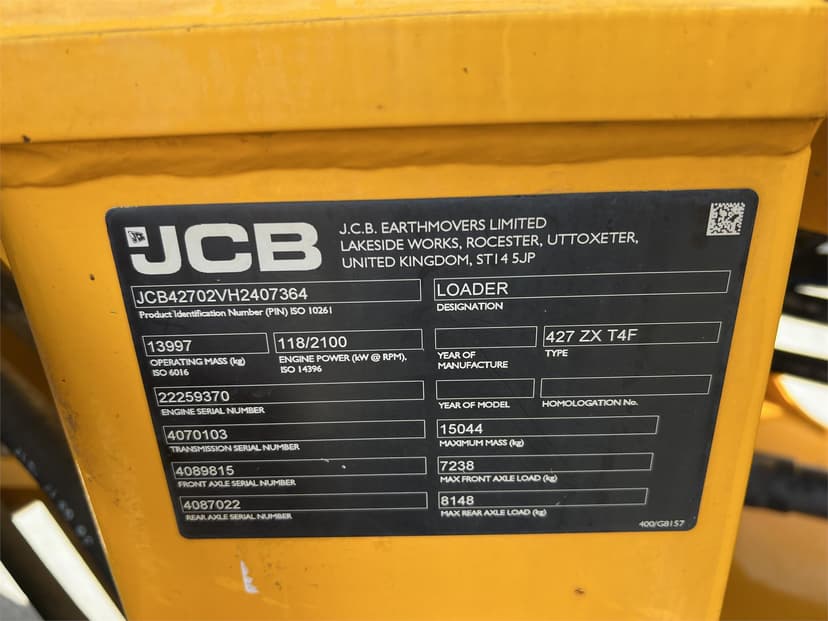 JCB
J.C.B. EARTHMOVERS LIMITED
LAKESIDE WORKS, ROCESTER, UTTOXETER,
UNITED KINGDOM, ST14 5JP
JCB42702VH2407364
Product Identification Number (PIN) ISO 10261
LOADER
DESIGNATION
13997
OPERATING MASS (kg)
ISO 6016
118/2100
ENGINE POWER (kW @ RPM),
ISO 14396
YEAR OF
MANUFACTURE
427 ZX T4F
TYPE
22259370
ENGINE SERIAL NUMBER
YEAR OF MODEL
HOMOLOGATION No.
4070103
TRANSMISSION SERIAL NUMBER
15044
MAXIMUM MASS (kg)
4089815
FRONT AXLE SERIAL NUMBER
7238
MAX FRONT AXLE LOAD (kg)
4087022
REAR AXLE SERIAL NUMBER
8148
MAX REAR AXLE LOAD (kg)
400/G8157